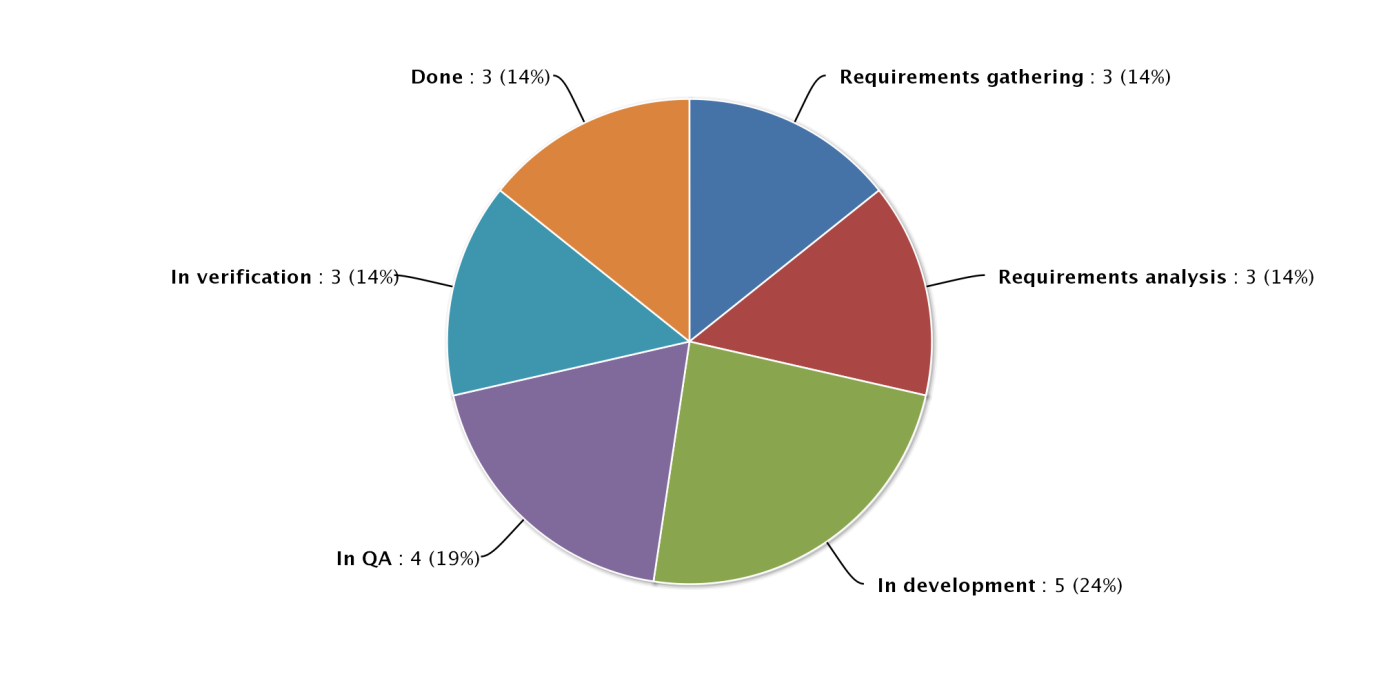 Done : 3 (14%)
Requirements gathering : 3 (14%)
In verification : 3 (14%)
Requirements analysis : 3 (14%)
In QA : 4 (19%)
In development : 5 (24%)